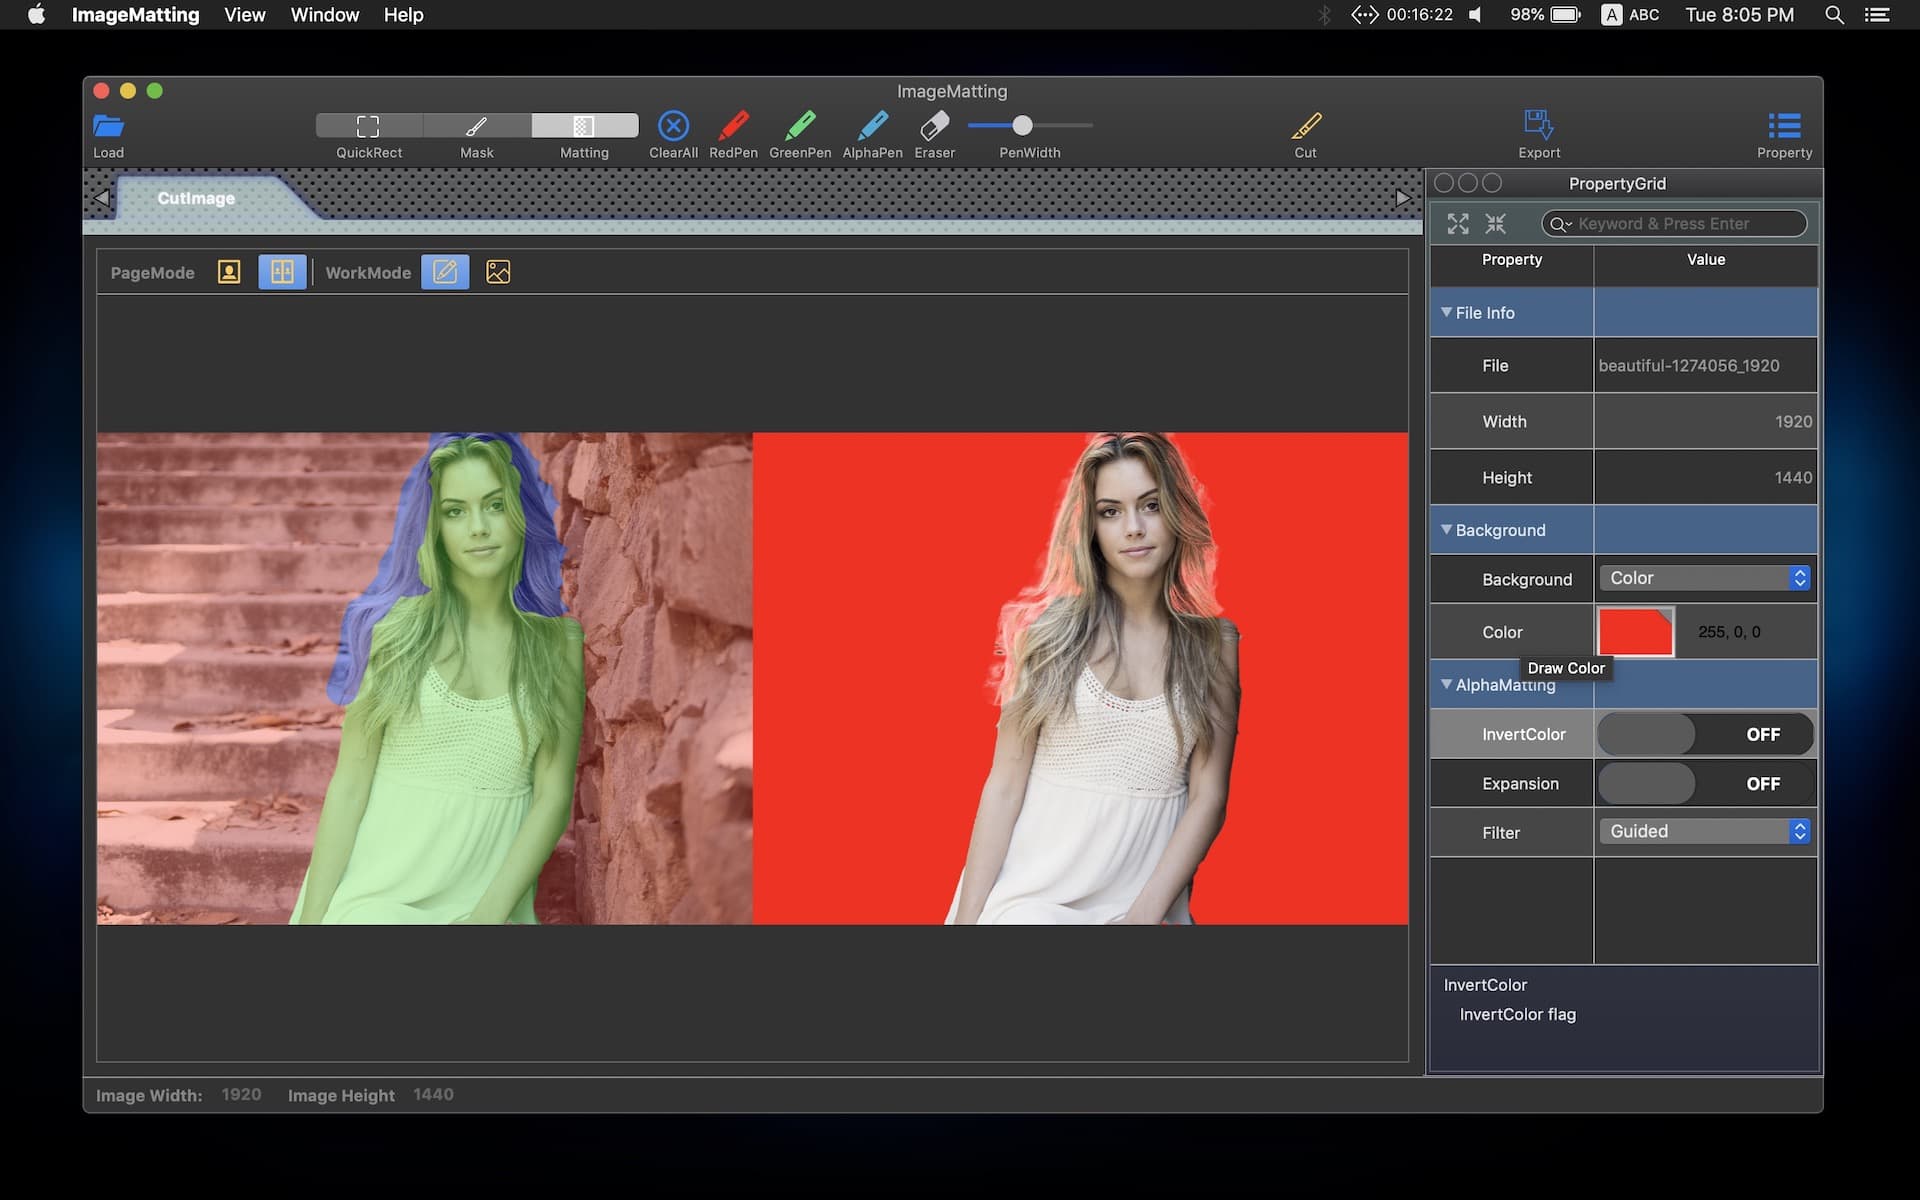 ImageMatting View Window Help 00:16:22 98% A ABC Tue 8:05 PM
ImageMatting
Load QuickRect Mask Matting ClearAll RedPen GreenPen AlphaPen Eraser PenWidth Cut Export Property
CutImage
PageMode WorkMode
PropertyGrid
Keyword & Press Enter
Property Value
File Info
File beautiful-1274056_1920
Width 1920
Height 1440
Background
Background Color
Color 255, 0, 0
Draw Color
AlphaMatting
InvertColor OFF
Expansion OFF
Filter Guided
InvertColor
InvertColor flag
Image Width: 1920 Image Height 1440